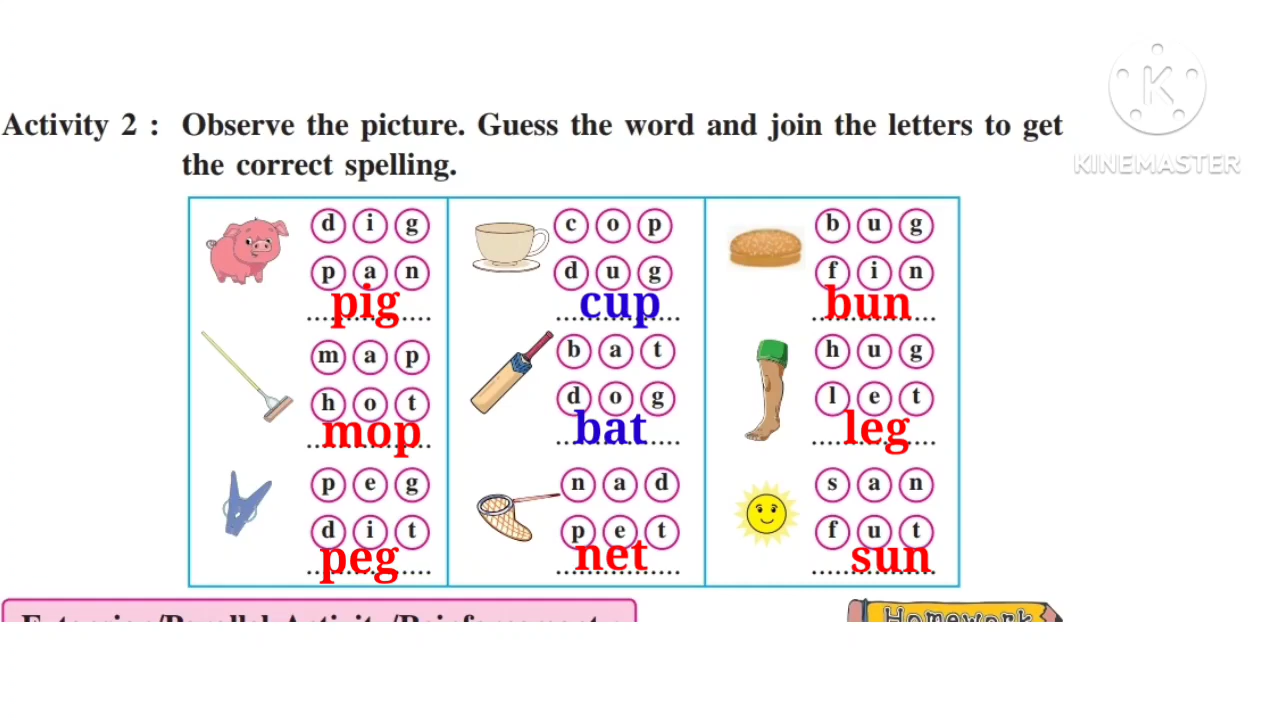 KINEMASTER
Activity 2 : Observe the picture. Guess the word and join the letters to get
the correct spelling.
d i g
p a n
pig
c o p
d u g
cup
b u g
f i n
bun
m a p
h o t
mop
b a t
d o g
bat
h u g
l e t
leg
p e g
d i t
peg
n a d
p e t
net
s a n
f u t
sun
Homework